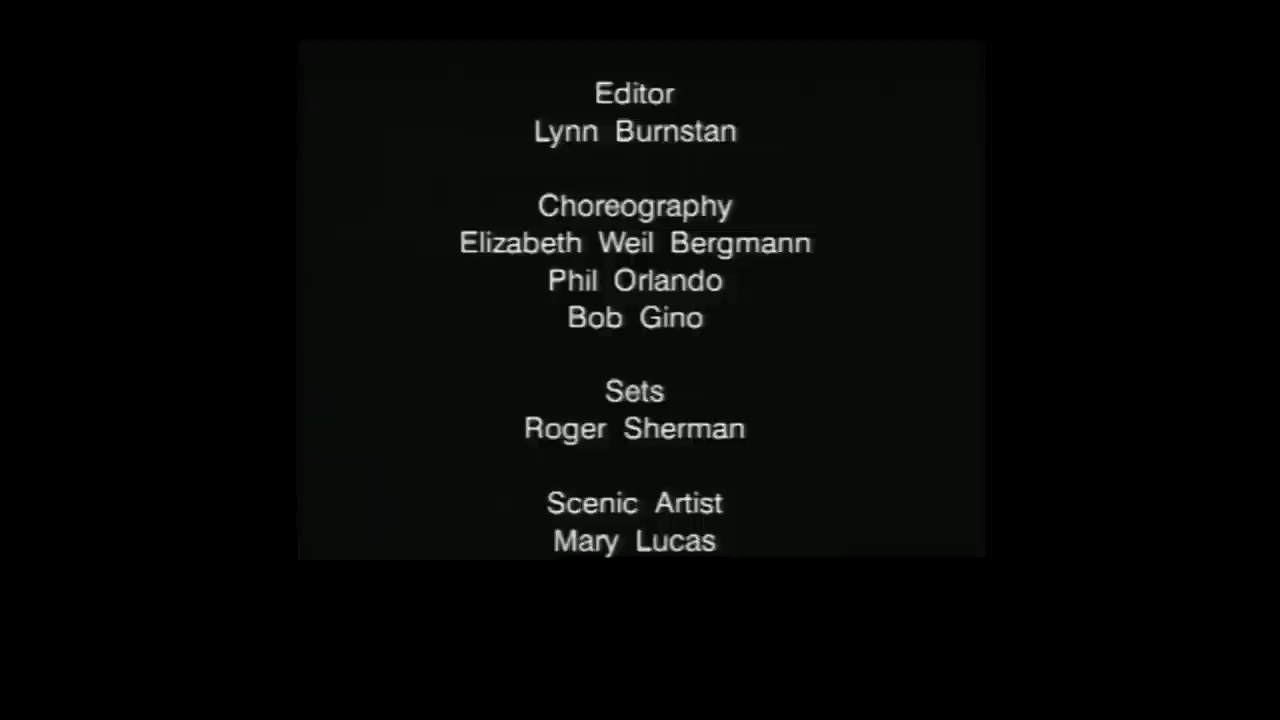 Editor
Lynn Burnstan
Choreography
Elizabeth Weil Bergmann
Phil Orlando
Bob Gino
Sets
Roger Sherman
Scenic Artist
Mary Lucas